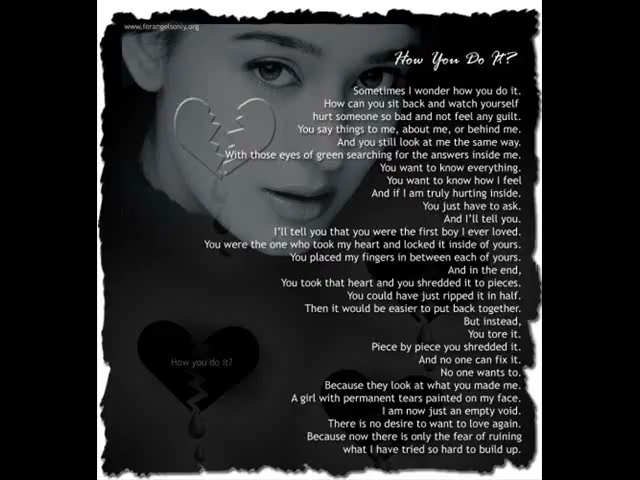 www.forangelsonly.org
How You Do It?
Sometimes I wonder how you do it.
How can you sit back and watch yourself
hurt someone so bad and not feel any guilt.
You say things to me, about me, or behind me.
And you still look at me the same way.
With those eyes of green searching for the answers inside me.
You want to know everything.
You want to know how I feel
And if I am truly hurting inside.
You just have to ask.
And I'll tell you.
I'll tell you that you were the first boy I ever loved.
You were the one who took my heart and locked it inside of yours.
You placed my fingers in between each of yours.
And in the end,
You took that heart and you shredded it to pieces.
You could have just ripped it in half.
Then it would be easier to put back together.
But instead,
You tore it.
Piece by piece you shredded it.
And no one can fix it.
No one wants to.
Because they look at what you made me.
A girl with permanent tears painted on my face.
I am now just an empty void.
There is no desire to want to love again.
Because now there is only the fear of ruining
what I have tried so hard to build up.
How you do it?